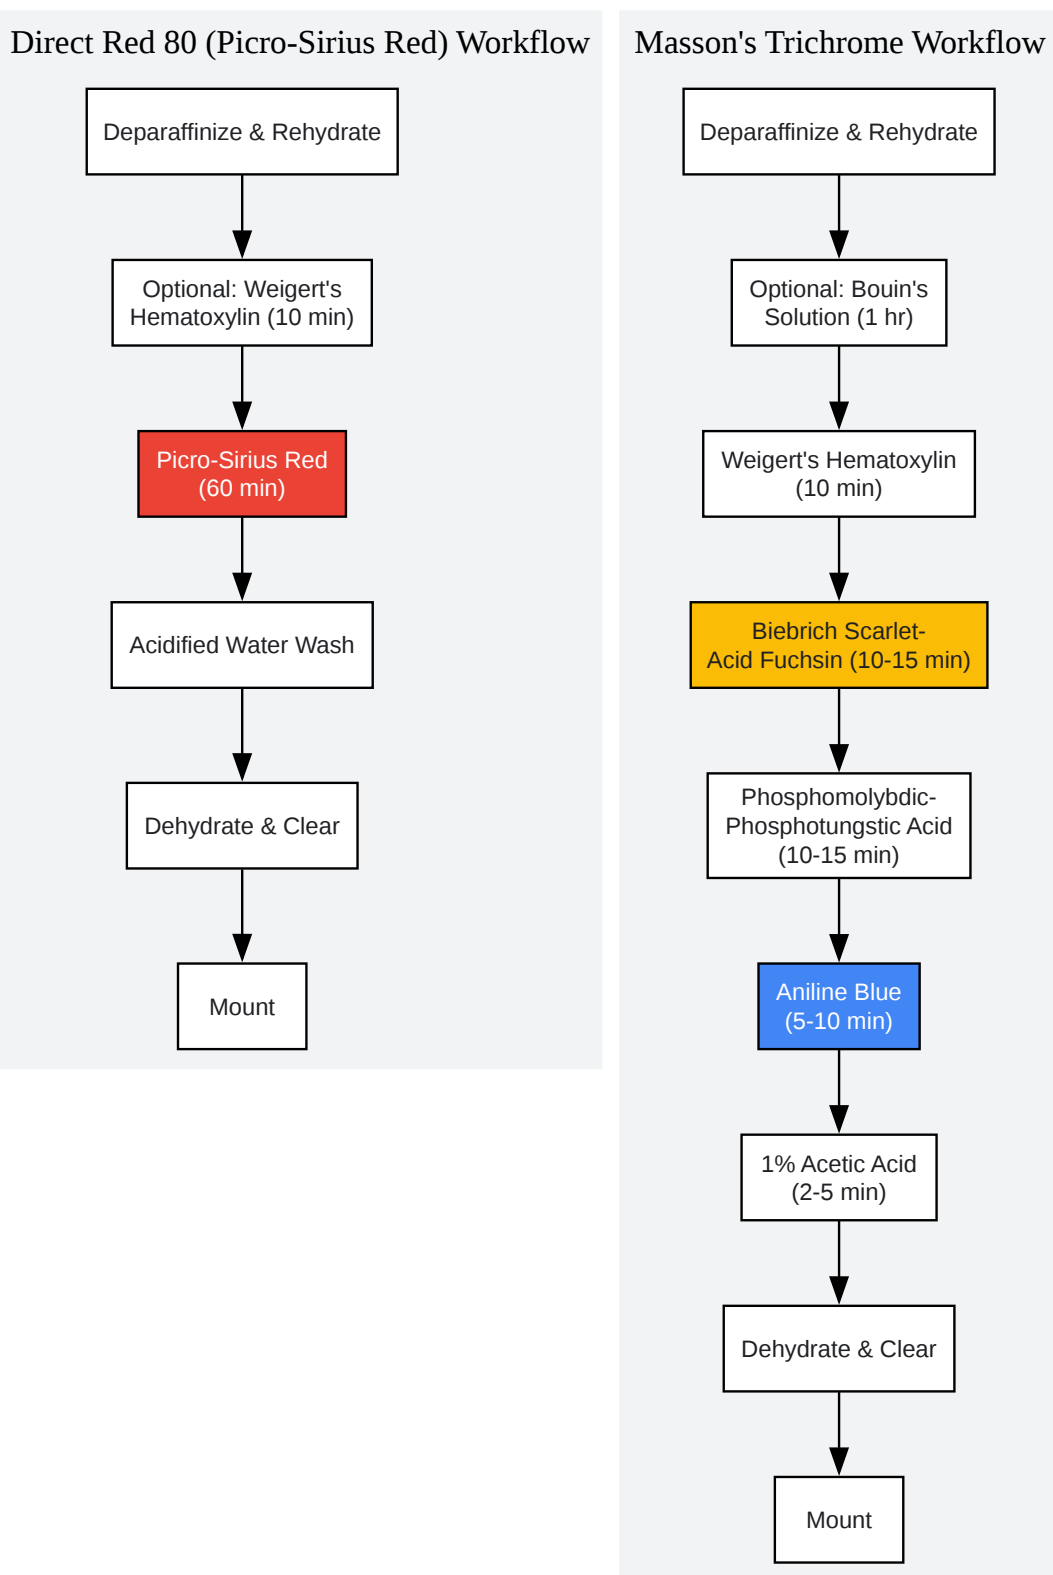 Direct Red 80 (Picro-Sirius Red) Workflow
Deparaffinize & Rehydrate
Optional: Weigert's
Hematoxylin (10 min)
Picro-Sirius Red
(60 min)
Acidified Water Wash
Dehydrate & Clear
Mount
Masson's Trichrome Workflow
Deparaffinize & Rehydrate
Optional: Bouin's
Solution (1 hr)
Weigert's Hematoxylin
(10 min)
Biebrich Scarlet-
Acid Fuchsin (10-15 min)
Phosphomolybdic-
Phosphotungstic Acid
(10-15 min)
Aniline Blue
(5-10 min)
1% Acetic Acid
(2-5 min)
Dehydrate & Clear
Mount